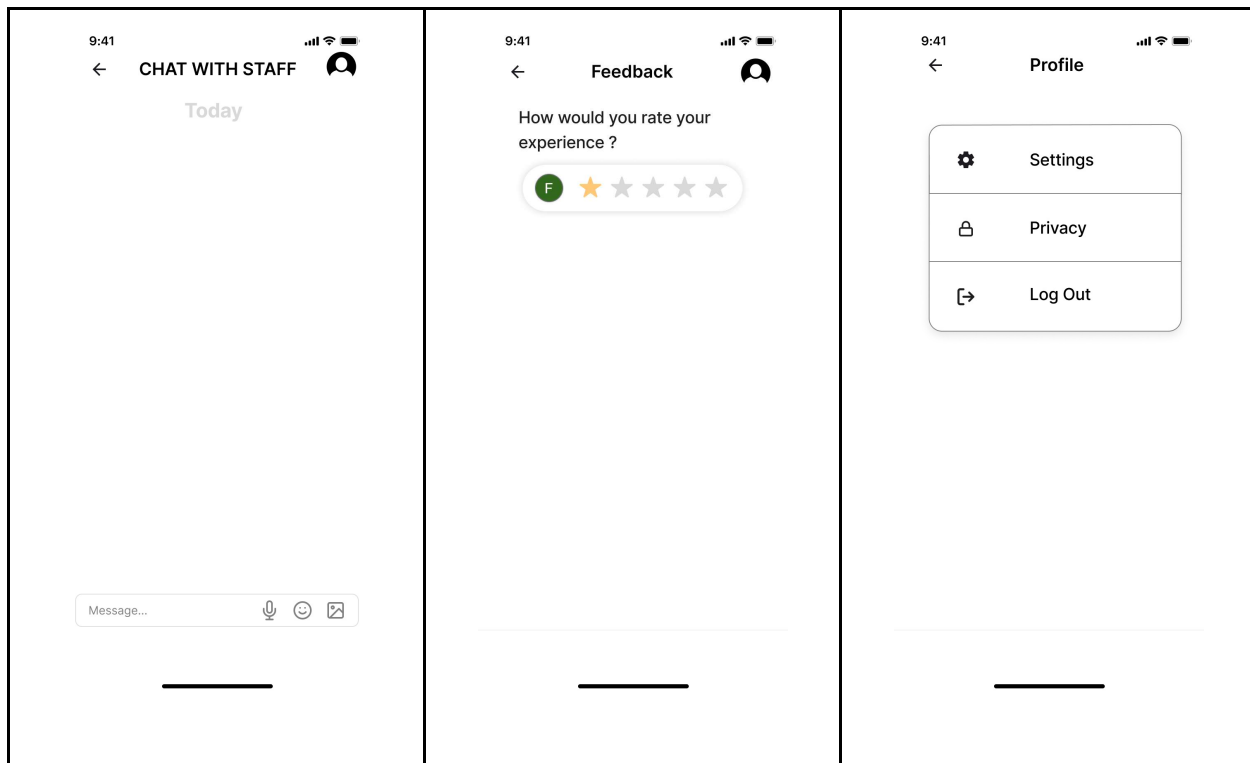 9:41
CHAT WITH STAFF
Today
Message...
9:41
Feedback
How would you rate your
experience ?
F
9:41
Profile
Settings
Privacy
Log Out